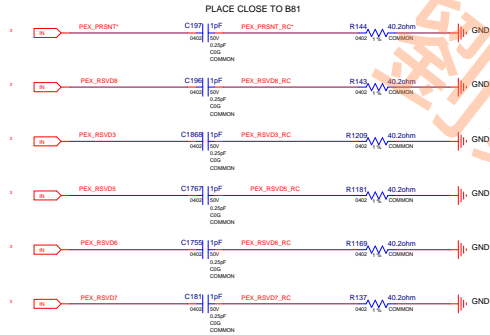 PLACE CLOSE TO B81
PEX_PRSNT* C197 1pF PEX_PRSNT_RC* R144 40.2ohm
IN 0402 50V 0402 1 % COMMON GND
0.25pF
C0G
COMMON
PEX_RSVD8 C196 1pF PEX_RSVD8_RC R143 40.2ohm
3 IN 0402 50V 0402 1 % COMMON GND
0.25pF
C0G
COMMON
PEX_RSVD3 C1868 1pF PEX_RSVD3_RC R1209 40.2ohm
3 IN 0402 50V 0402 1 % COMMON GND
0.25pF
C0G
COMMON
PEX_RSVD5 C1767 1pF PEX_RSVD5_RC R1181 40.2ohm
3 IN 0402 50V 0402 1 % COMMON GND
0.25pF
C0G
COMMON
PEX_RSVD6 C1755 1pF PEX_RSVD6_RC R1169 40.2ohm
3 IN 0402 50V 0402 1 % COMMON GND
0.25pF
C0G
COMMON
PEX_RSVD7 C181 1pF PEX_RSVD7_RC R137 40.2ohm
3 IN 0402 50V 0402 1 % COMMON GND
0.25pF
C0G
COMMON